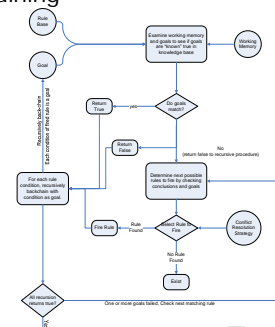 aining
Rule
Base
Goal
Examine working memory
and goals to see if goals
are "known" true in
knowledge base
Working
Memory
Return
True
yes
Do goals
match?
Return
False
No
(return false to recursive procedure)
Recursively backchain
Each condition of fired rule is a goal
For each rule
condition, recursively
backchain with
condition as goal.
Determine next possible
rules to fire by checking
conclusions and goals
Fire Rule
Rule
Found
Select Rule to
Fire
Conflict
Resolution
Strategy
No Rule
Found
Exist
All recursion
returns true?
One or more goals failed, Check next matching rule
Yes